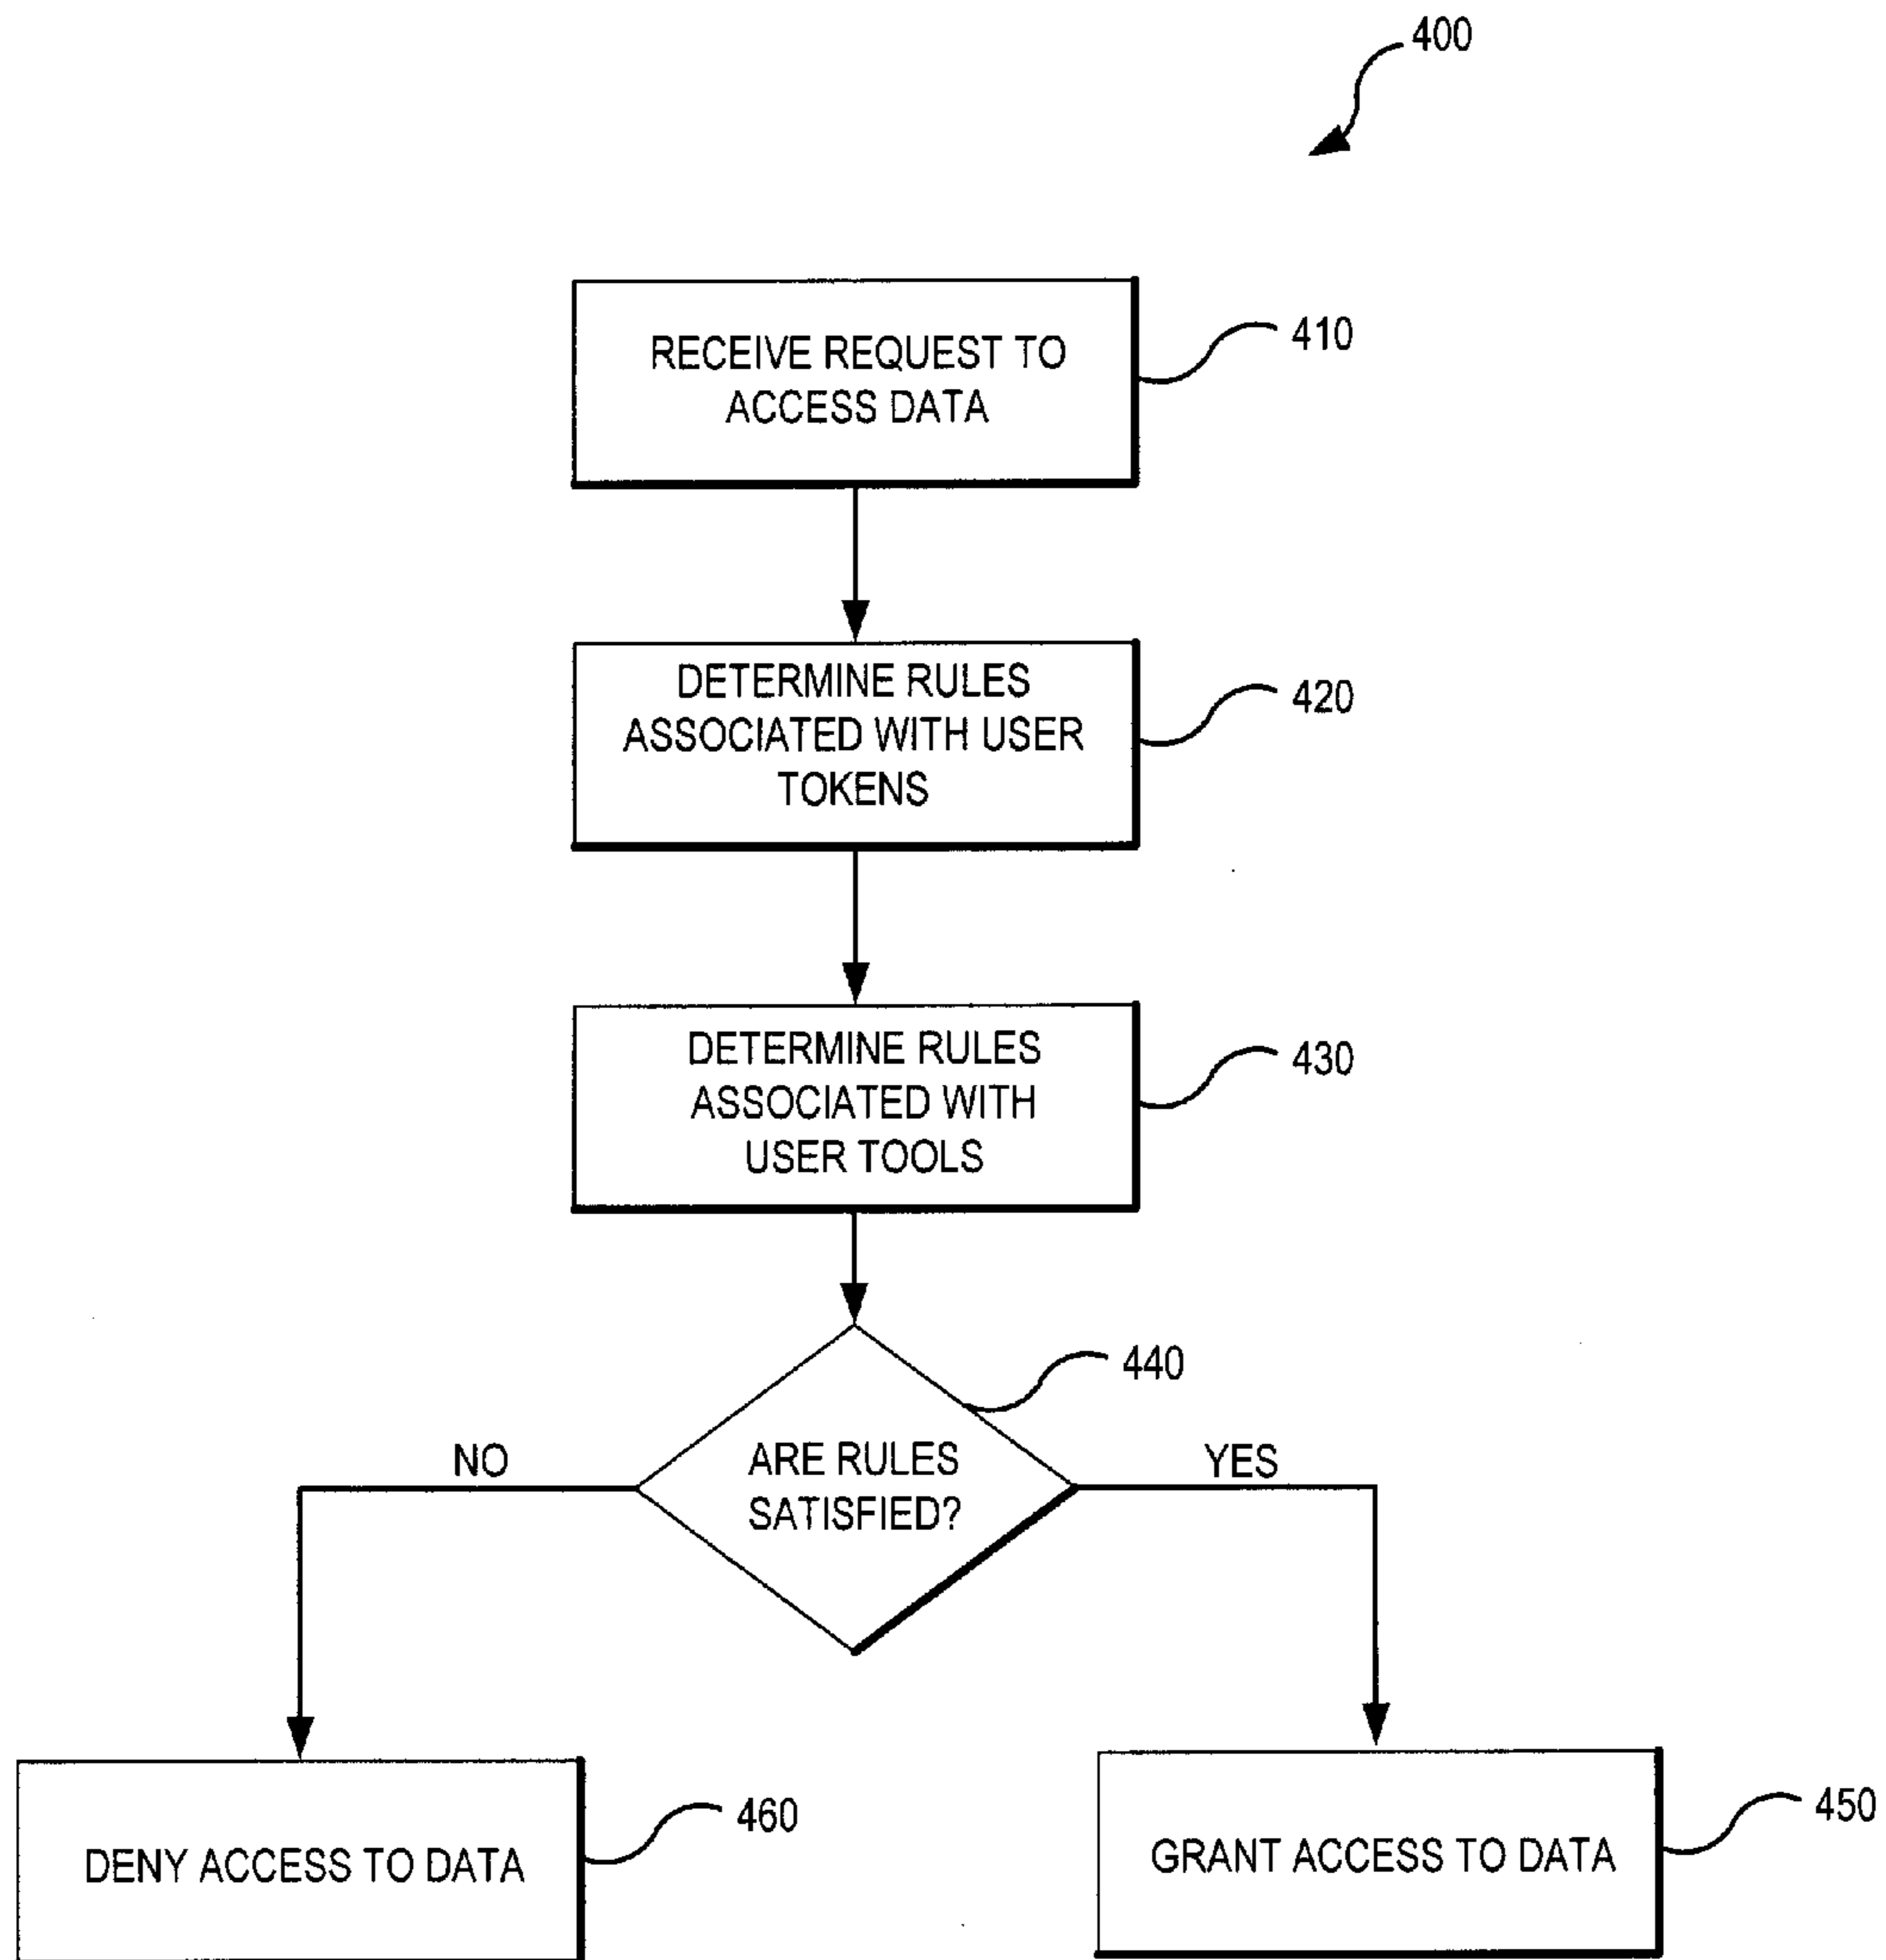 400
RECEIVE REQUEST TO
ACCESS DATA
410
DETERMINE RULES
ASSOCIATED WITH USER
TOKENS
420
DETERMINE RULES
ASSOCIATED WITH
USER TOOLS
430
440
NO
ARE RULES
SATISFIED?
YES
DENY ACCESS TO DATA
460
GRANT ACCESS TO DATA
450